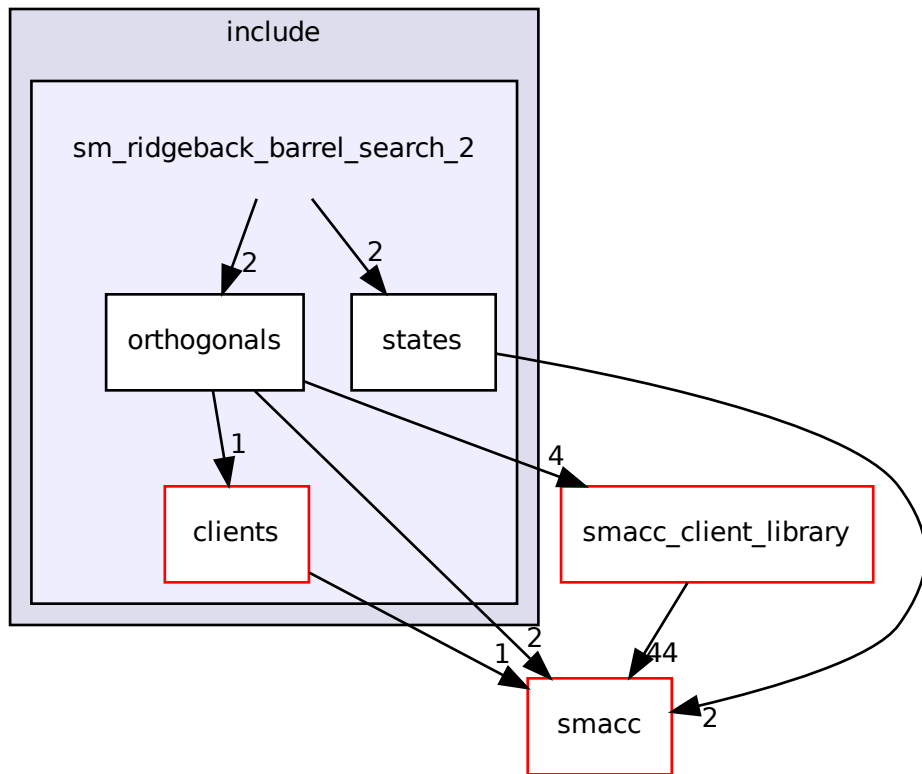 include
sm_ridgeback_barrel_search_2
2
2
orthogonals
states
1
4
clients
smacc_client_library
2
1
44
2
smacc